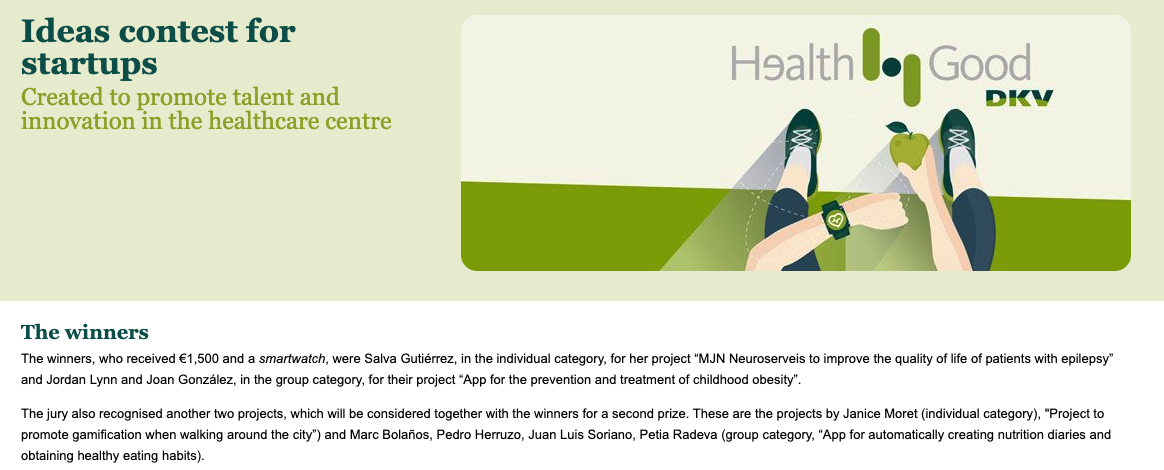 Ideas contest for
startups
Created to promote talent and
innovation in the healthcare centre
Health Good
DKV
The winners
The winners, who received €1,500 and a smartwatch, were Salva Gutiérrez, in the individual category, for her project “MJN Neuroserveis to improve the quality of life of patients with epilepsy”
and Jordan Lynn and Joan González, in the group category, for their project “App for the prevention and treatment of childhood obesity”.
The jury also recognised another two projects, which will be considered together with the winners for a second prize. These are the projects by Janice Moret (individual category), "Project to
promote gamification when walking around the city”) and Marc Bolaños, Pedro Herruzo, Juan Luis Soriano, Petia Radeva (group category, “App for automatically creating nutrition diaries and
obtaining healthy eating habits).